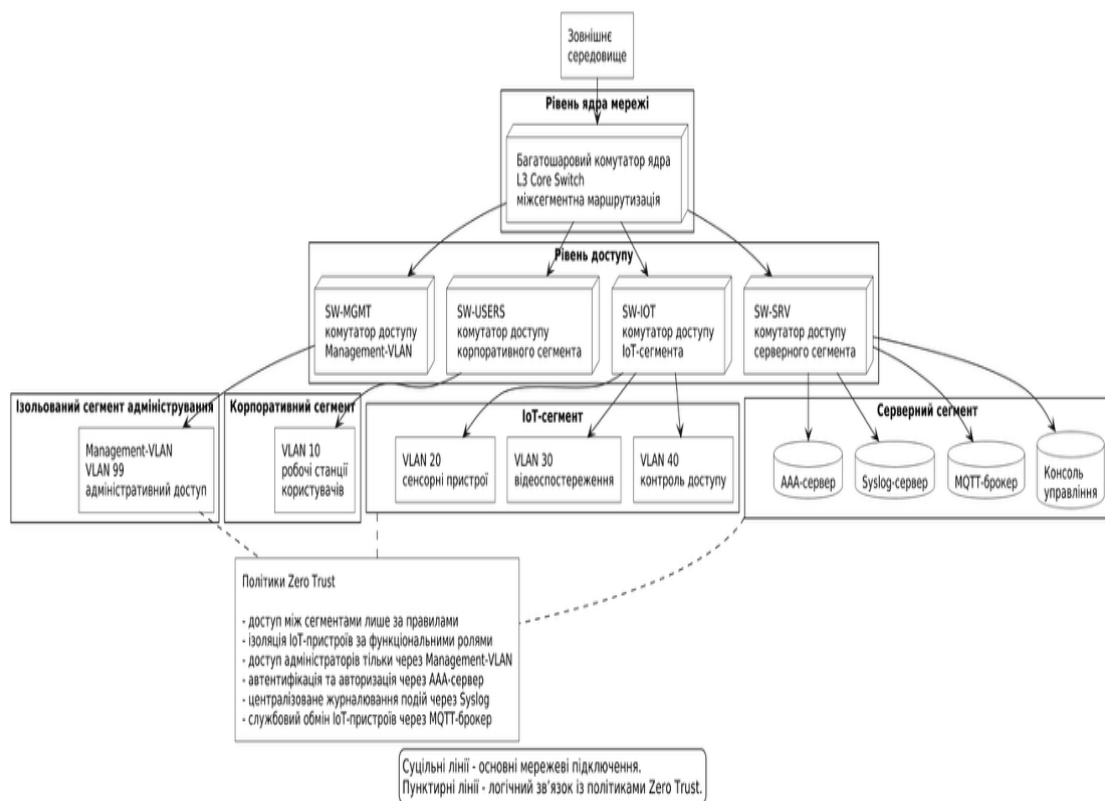 Зовнішнє
середовище
Рівень ядра мережі
Багатошаровий комутатор ядра
L3 Core Switch
міжсегментна маршрутизація
Рівень доступу
SW-MGMT
комутатор доступу
Management-VLAN
SW-USERS
комутатор доступу
корпоративного сегмента
SW-IOT
комутатор доступу
IoT-сегмента
SW-SRV
комутатор доступу
серверного сегмента
Ізольований сегмент адміністрування
Management-VLAN
VLAN 99
адміністративний доступ
Корпоративний сегмент
VLAN 10
робочі станції
користувачів
IoT-сегмент
VLAN 20
сенсорні пристрої
VLAN 30
відеоспостереження
VLAN 40
контроль доступу
Серверний сегмент
AAA-сервер
Syslog-сервер
MQTT-брокер
Консоль
управління
Політики Zero Trust
- доступ між сегментами лише за правилами
- ізоляція IoT-пристроїв за функціональними ролями
- доступ адміністраторів тільки через Management-VLAN
- автентифікація та авторизація через AAA-сервер
- централізоване журналювання подій через Syslog
- службовий обмін IoT-пристроїв через MQTT-брокер
Суцільні лінії - основні мережеві підключення.
Пунктирні лінії - логічний зв’язок із політиками Zero Trust.